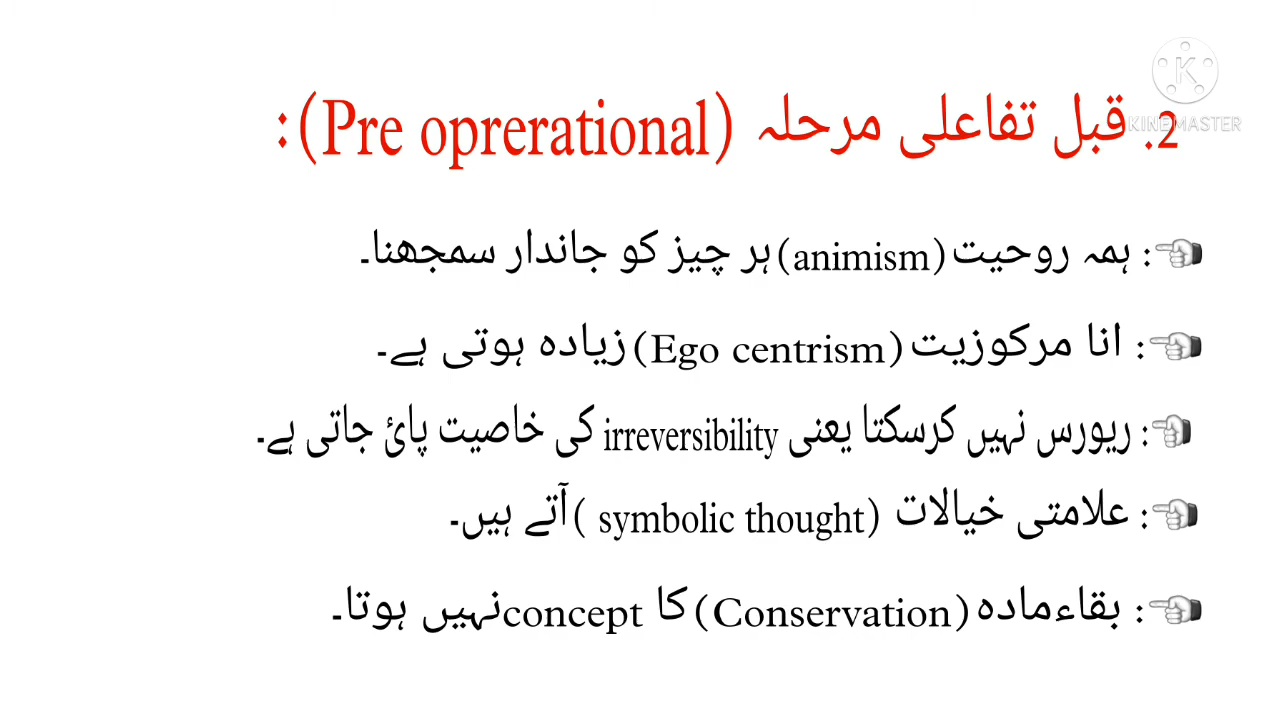 2. قبل تفاعلی مرحلہ (Pre oprerational):
KINEMASTER
👈: ہمہ روحیت(animism)ہر چیز کو جاندار سمجھنا۔
👈: انا مرکوزیت(Ego centrism)زیادہ ہوتی ہے۔
👈: ریورس نہیں کرسکتا یعنی irreversibility کی خاصیت پائ جاتی ہے۔
👈: علامتی خیالات (symbolic thought )آتے ہیں۔
👈: بقاءمادہ(Conservation)کا conceptنہیں ہوتا۔